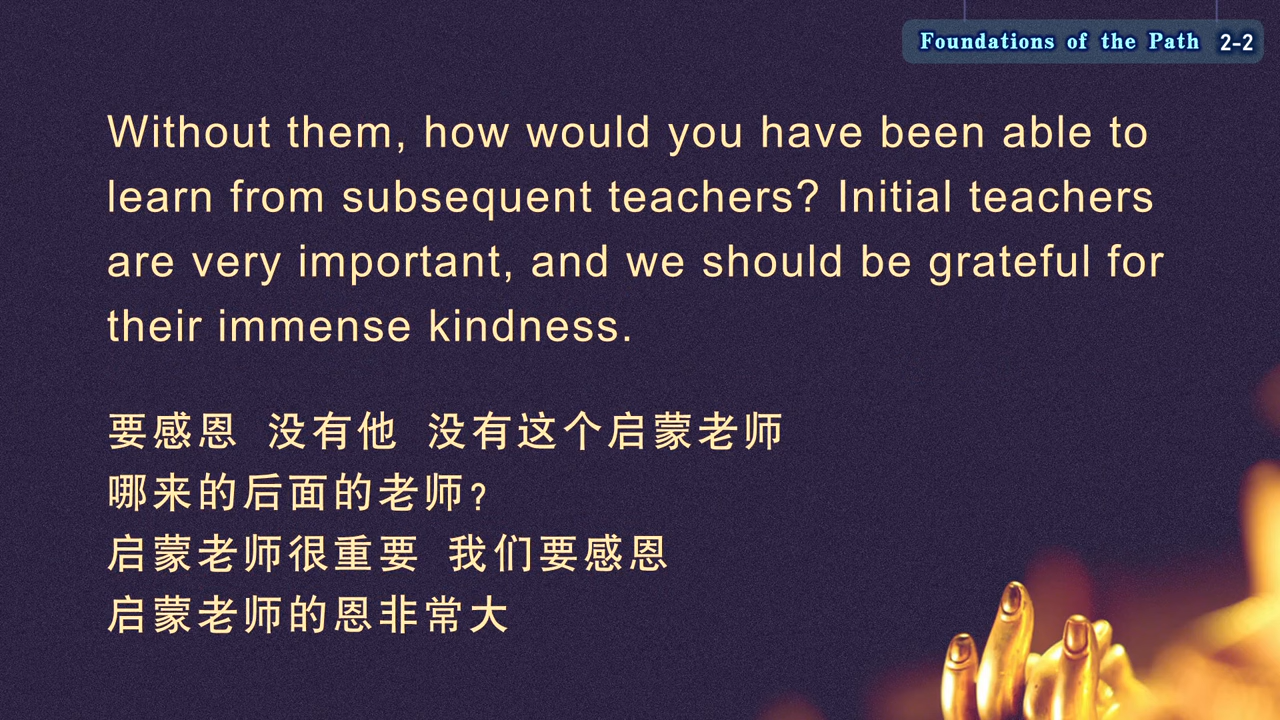 Foundations of the Path 2-2
Without them, how would you have been able to
learn from subsequent teachers? Initial teachers
are very important, and we should be grateful for
their immense kindness.
要感恩 没有他 没有这个启蒙老师
哪来的后面的老师?
启蒙老师很重要 我们要感恩
启蒙老师的恩非常大